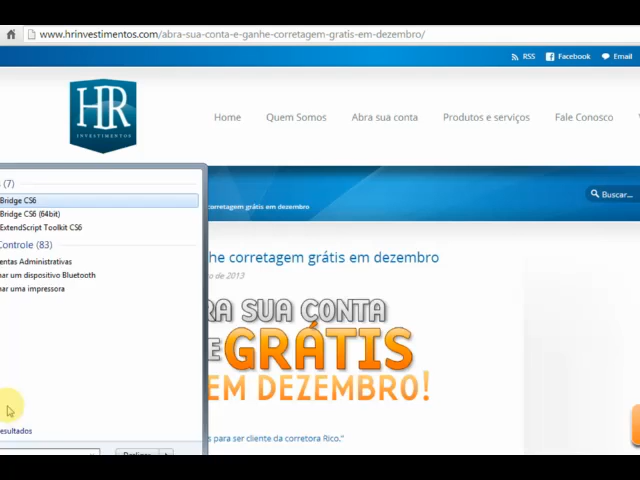 www.hrinvestimentos.com/abra-sua-conta-e-ganhe-corretagem-gratis-em-dezembro/
RSS Facebook Email
HR
INVESTIMENTOS
Home Quem Somos Abra sua conta Produtos e serviços Fale Conosco
s (7)
Bridge CS6
Bridge CS6 (64bit)
ExtendScript Toolkit CS6
Controle (83)
entas Administrativas
nar um dispositivo Bluetooth
nar uma impressora
esultados
Buscar...
corretagem grátis em dezembro
he corretagem grátis em dezembro
o de 2013
RA SUA CONTA
E GRÁTIS
EM DEZEMBRO!
s para ser cliente da corretora Rico."